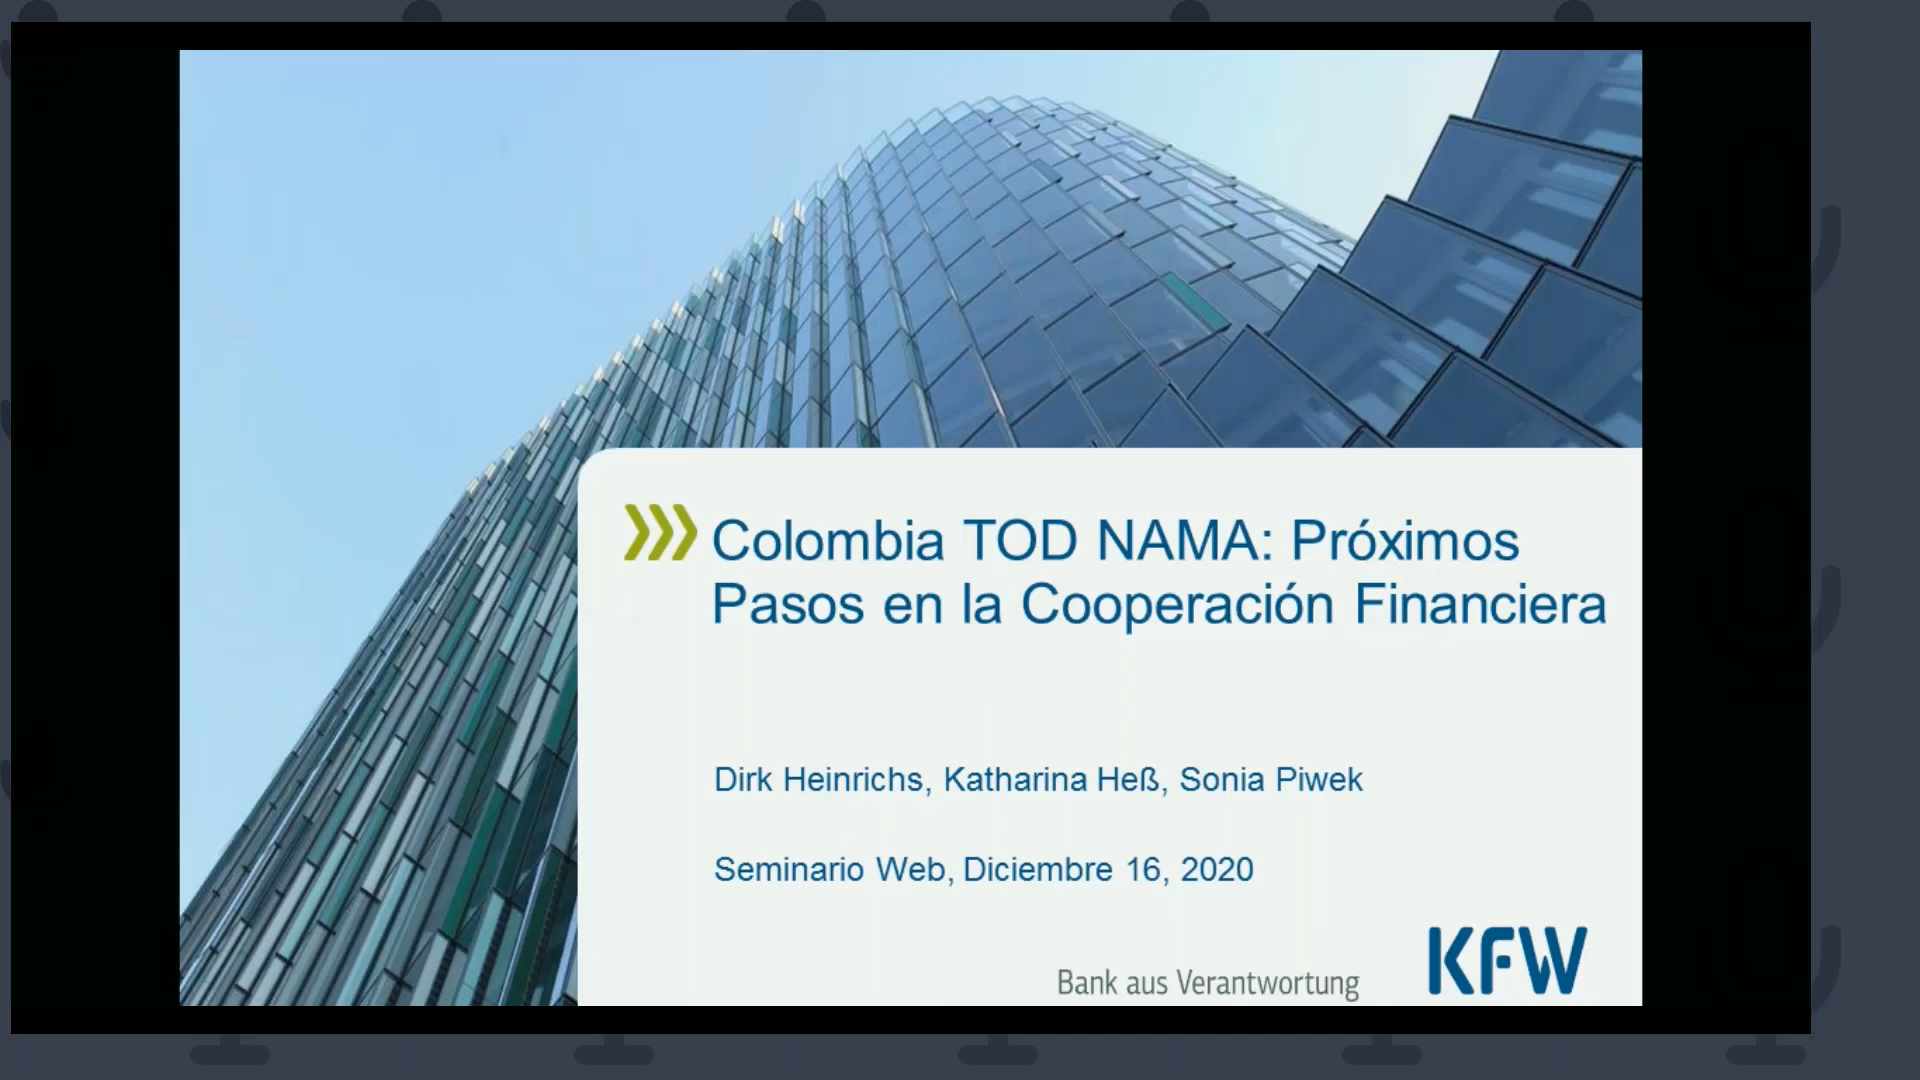 Colombia TOD NAMA: Próximos
Pasos en la Cooperación Financiera
Dirk Heinrichs, Katharina Heß, Sonia Piwek
Seminario Web, Diciembre 16, 2020
Bank aus Verantwortung
KFW